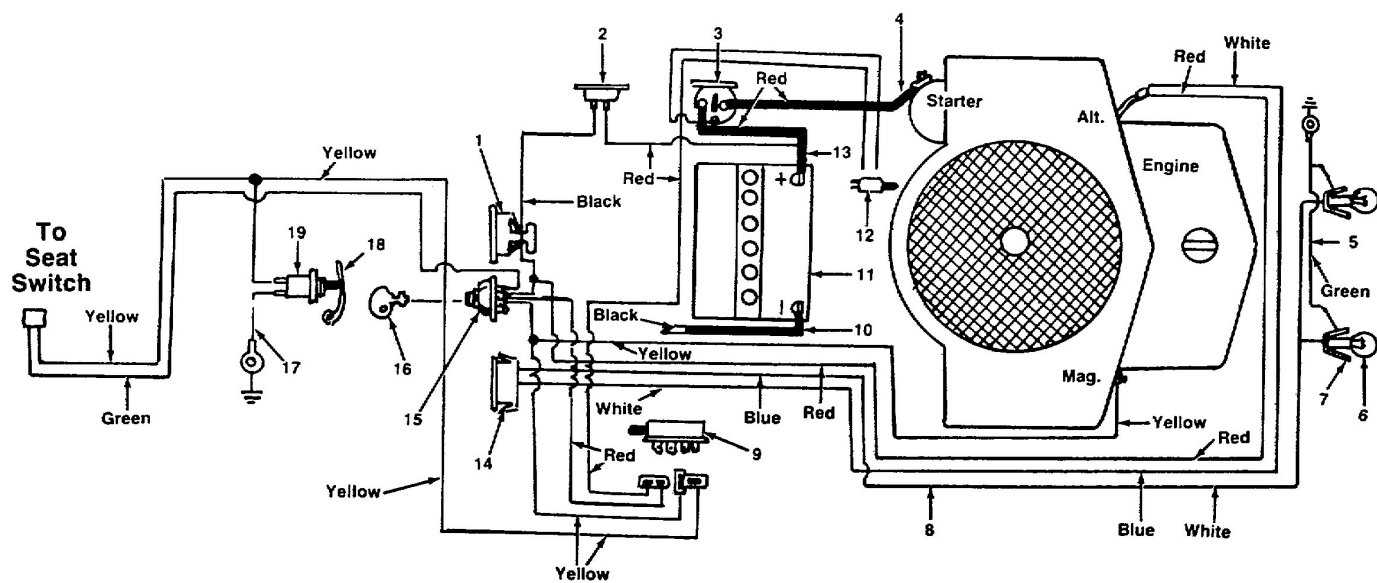 2
3
4
White
Red
Red
Starter
1
Yellow
Alt.
13
Engine
Red
+
Black
12
19
18
5
To
Seat
Switch
11
Green
Yellow
Black
10
17
16
15
Yellow
Mag.
7
6
Green
White
Blue
Red
Yellow
14
9
Red
Red
Yellow
8
Blue
White
Yellow